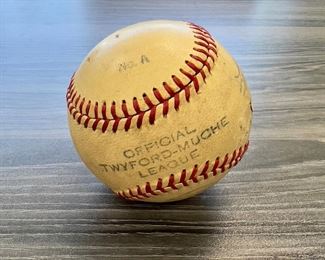 No. A
OFFICIAL
TWYFORD-MUCHE
LEAGUE